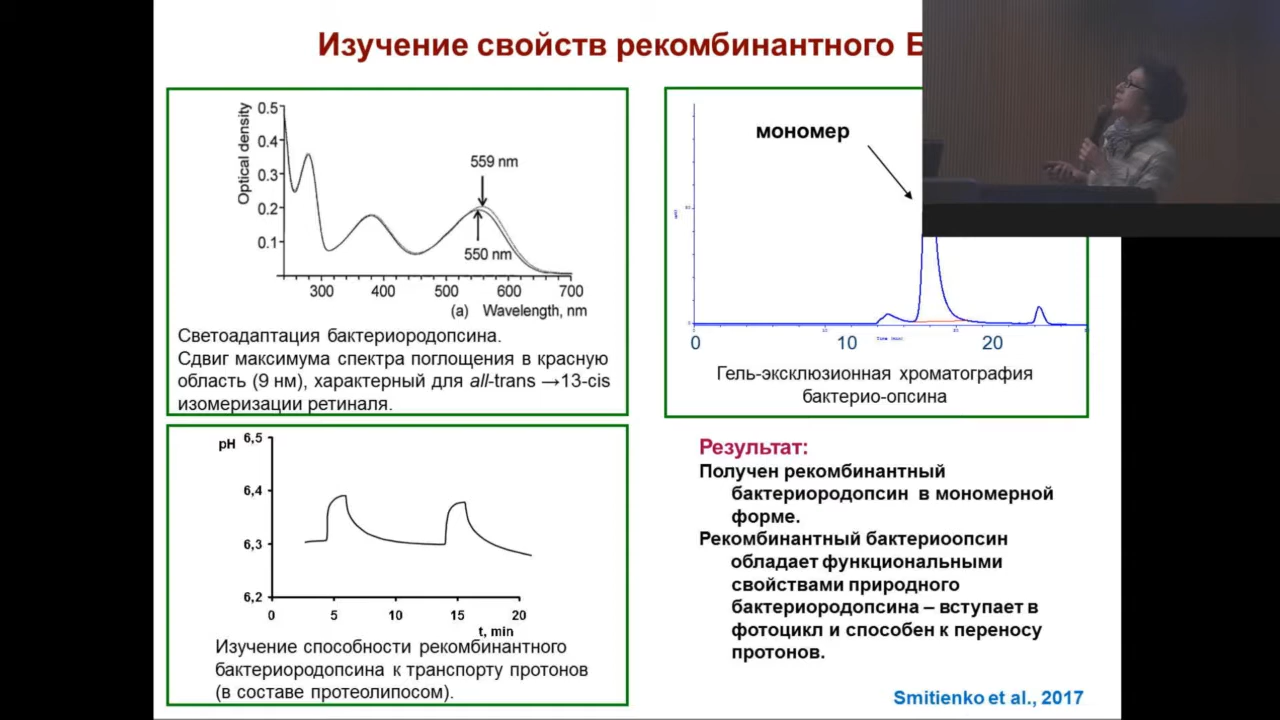 Изучение свойств рекомбинантного
Optical density
0.5
0.4
0.3
0.2
0.1
559 nm
550 nm
300 400 500 600 700
(a) Wavelength, nm
Светоадаптация бактериородопсина.
Сдвиг максимума спектра поглощения в красную
область (9 нм), характерный для all-trans →13-cis
изомеризации ретиналя.
мономер
0 10 20
Гель-эксклюзионная хроматография
бактерио-опсина
pH
6,5
6,4
6,3
6,2
0 5 10 15 20
t, min
Изучение способности рекомбинантного
бактериородопсина к транспорту протонов
(в составе протеолипосом).
Результат:
Получен рекомбинантный
бактериородопсин в мономерной
форме.
Рекомбинантный бактериоопсин
обладает функциональными
свойствами природного
бактериородопсина – вступает в
фотоцикл и способен к переносу
протонов.
Smitienko et al., 2017